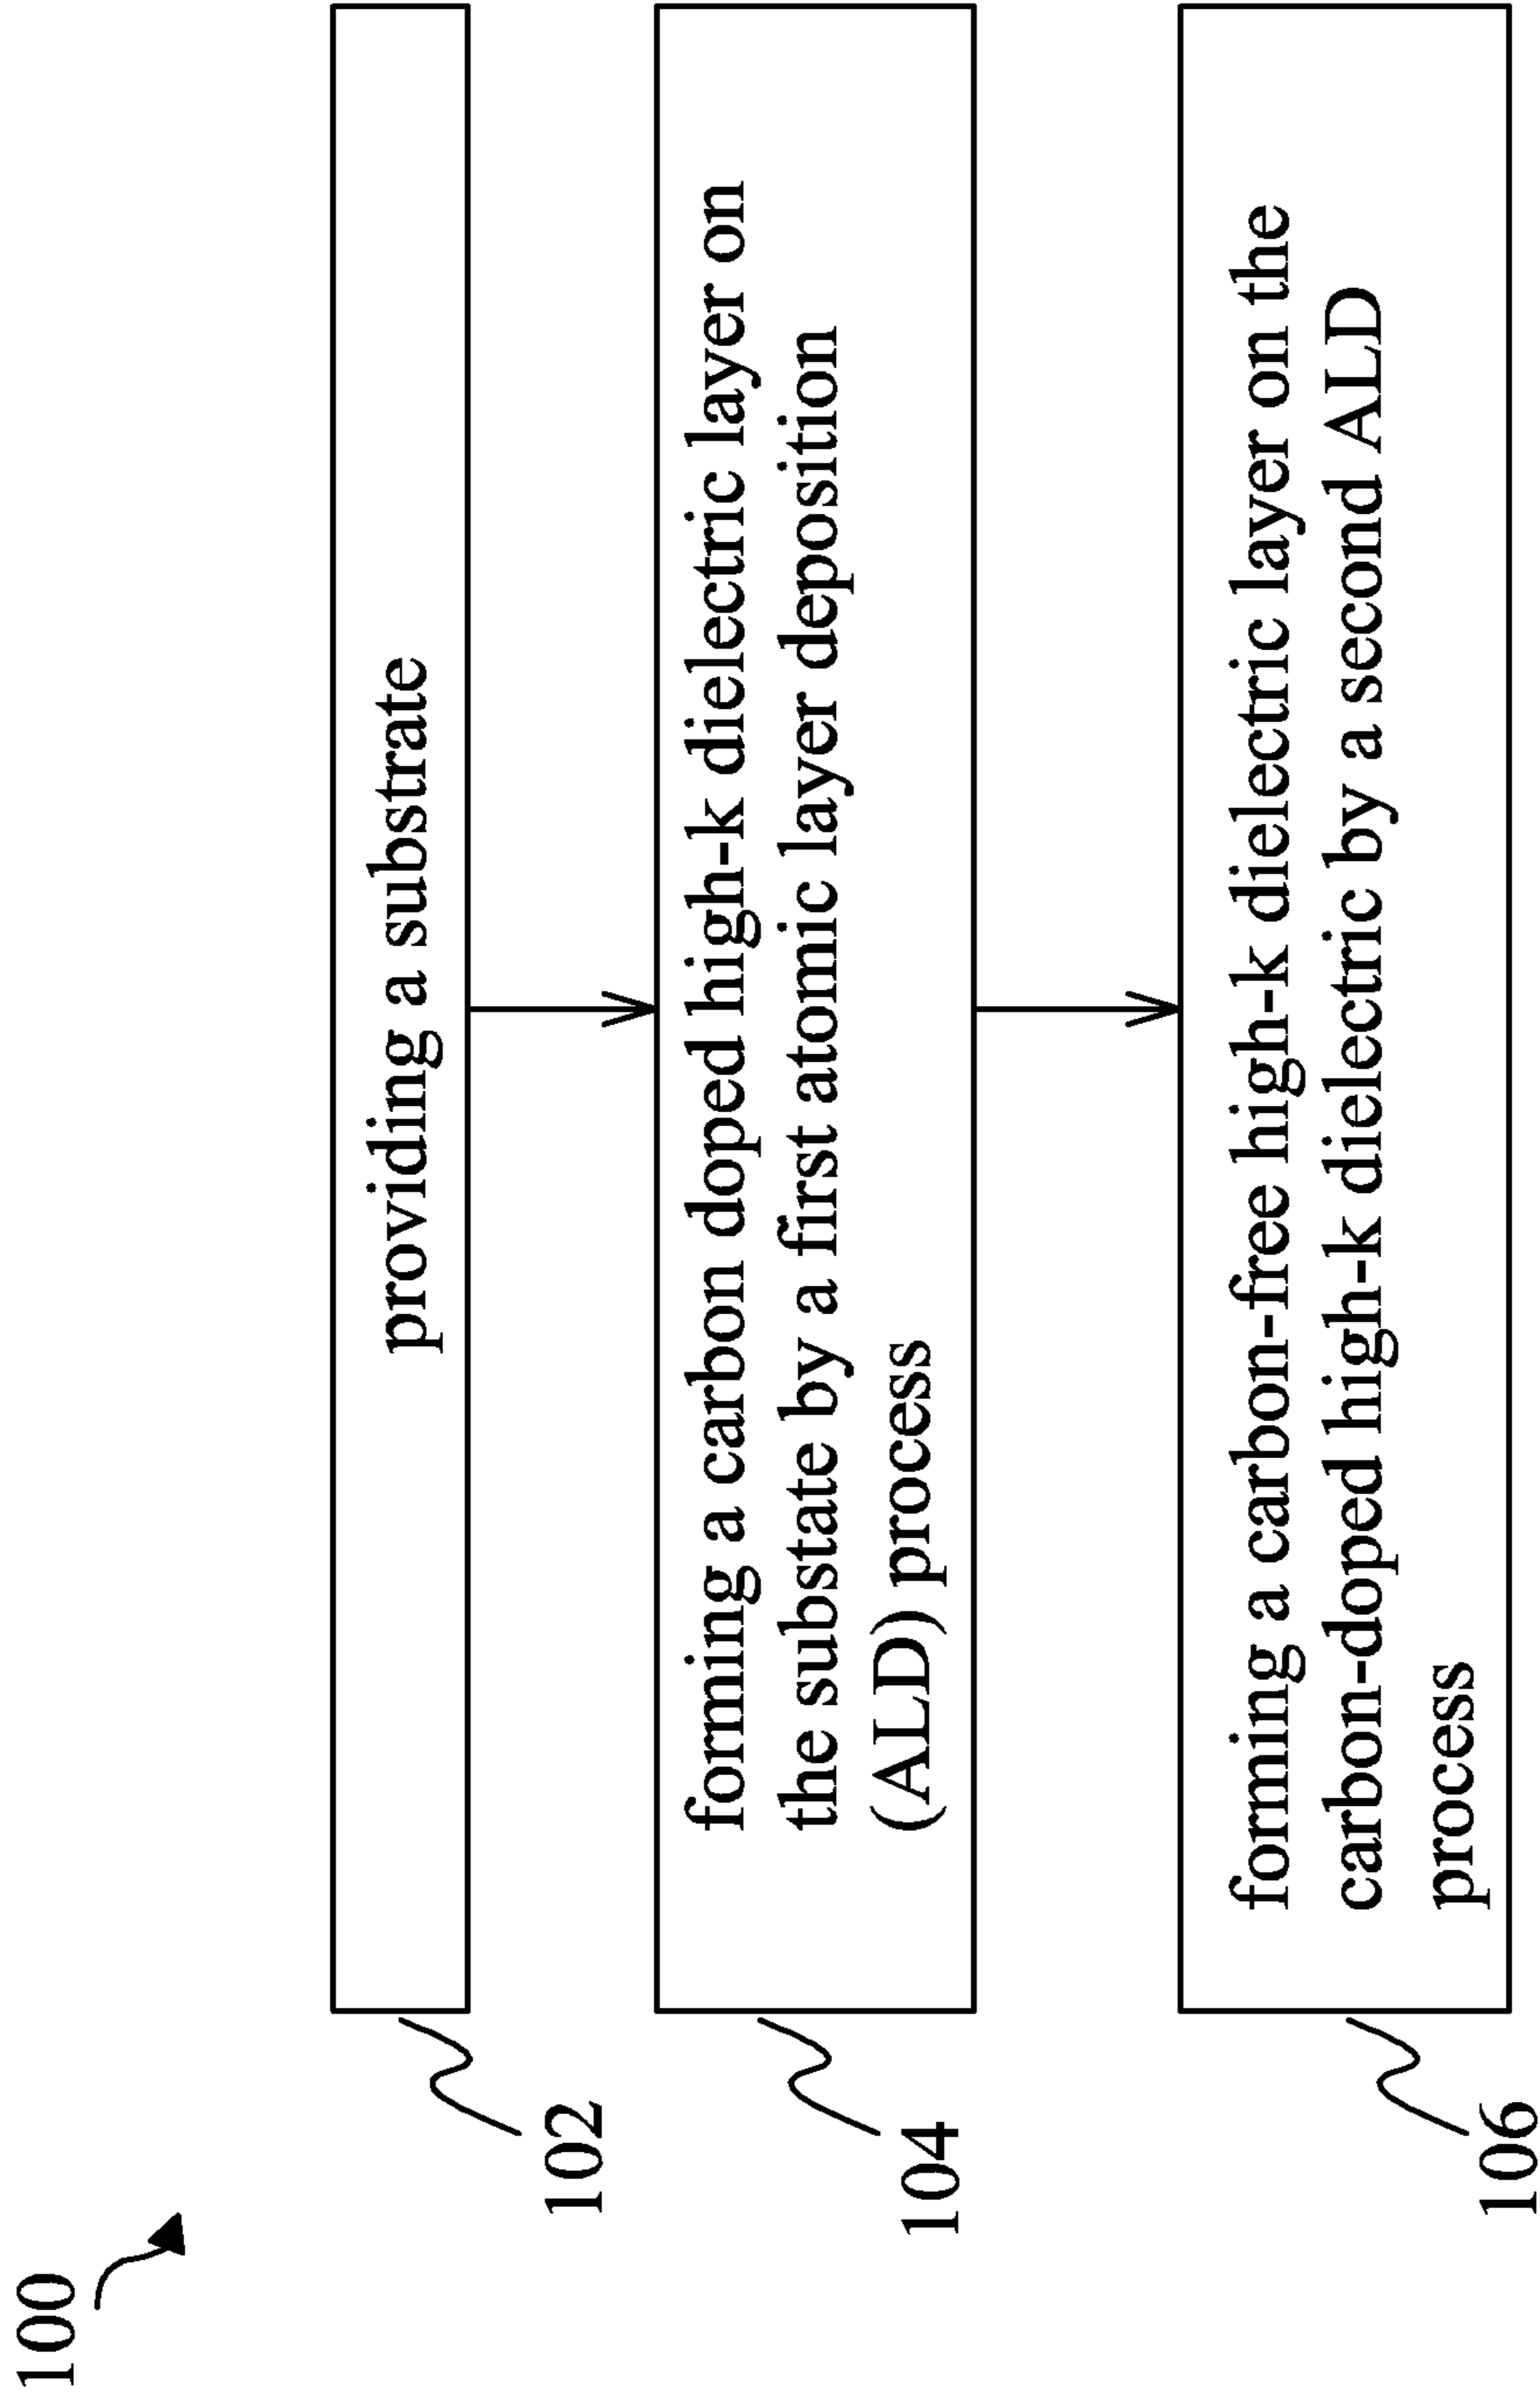 100
102
providing a substrate
104
forming a carbon doped high-k dielectric layer on
the substate by a first atomic layer deposition
(ALD) process
106
forming a carbon-free high-k dielectric layer on the
carbon-doped high-k dielectric by a second ALD
process